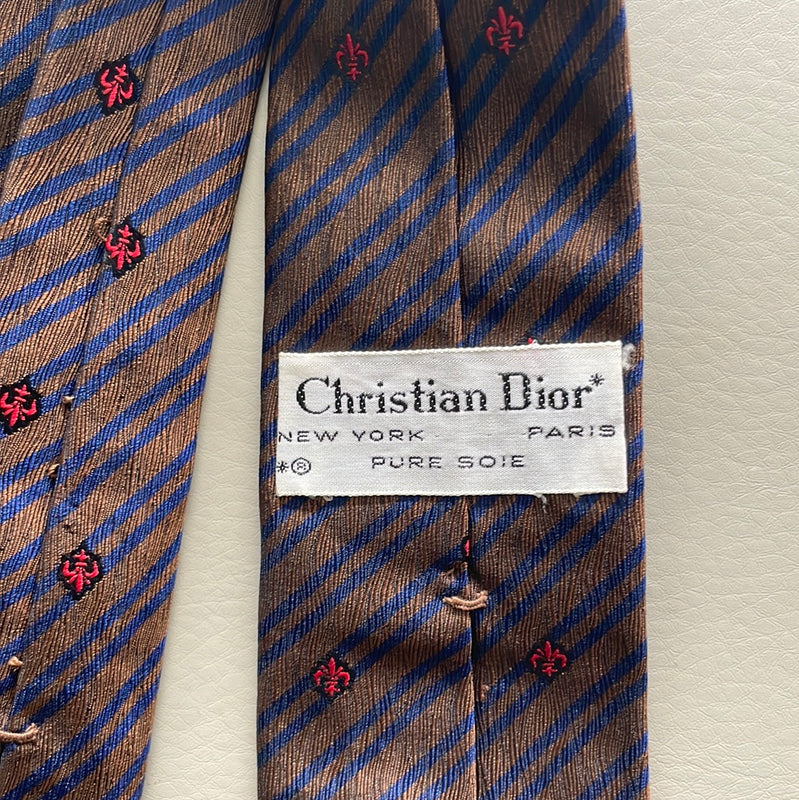 Christian Dior*
NEW YORK PARIS
*® PURE SOIE